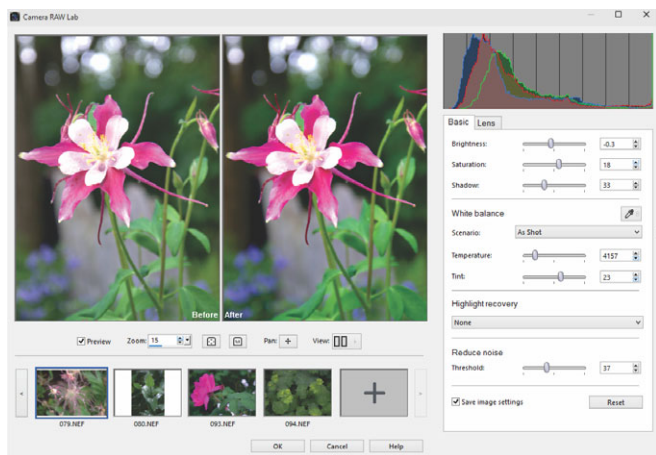 Camera RAW Lab
Before After
Preview Zoom: 15 Pan: View:
079.NEF 080.NEF 093.NEF 094.NEF
OK Cancel Help
Basic Lens
Brightness: -0.3
Saturation: 18
Shadow: 33
White balance
Scenario: As Shot
Temperature: 4157
Tint: 23
Highlight recovery
None
Reduce noise
Threshold: 37
Save image settings Reset